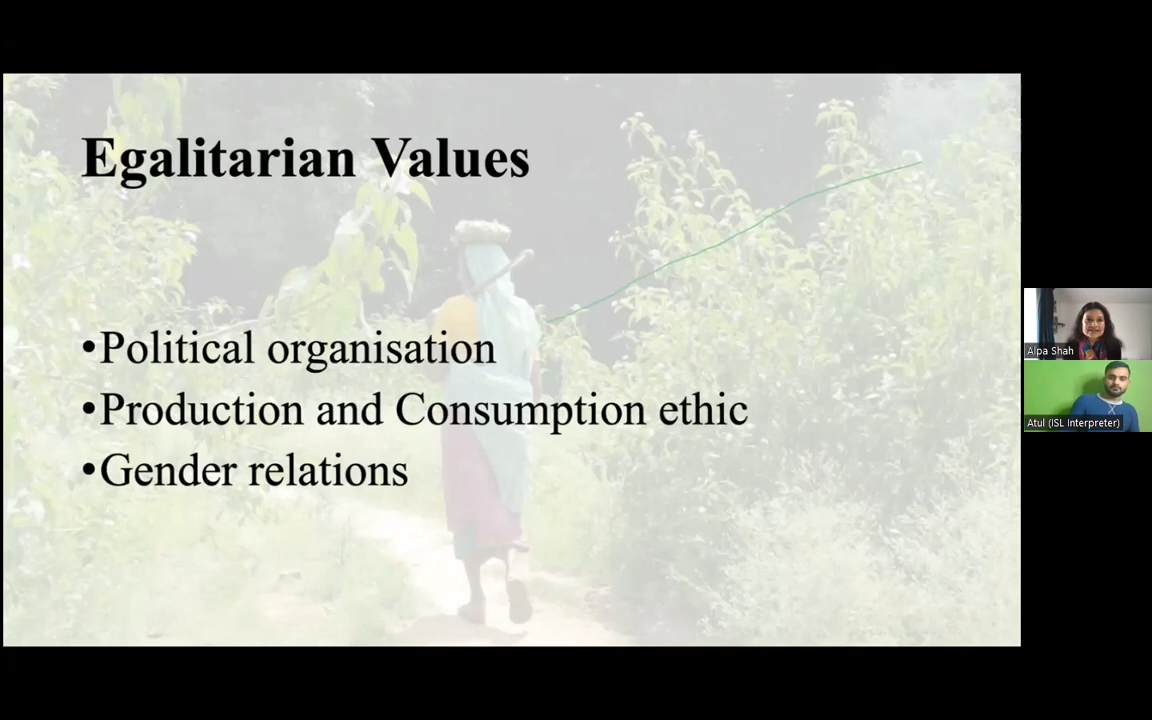 Egalitarian Values
•Political organisation
•Production and Consumption ethic
•Gender relations
Alpa Shah
Atul (ISL Interpreter)